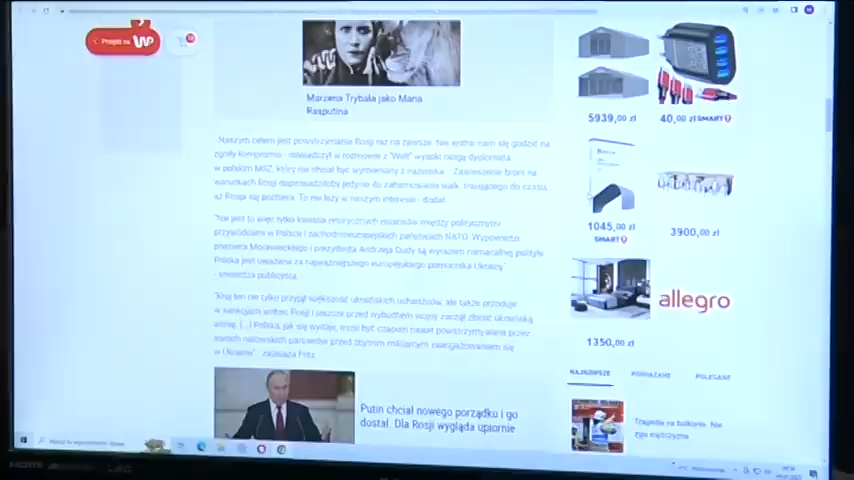 Przejdź na WP
Marzena Trybała jako Maria
Rasputina
5939,00 zł
40,00 zł SMART
"Naszym celem jest powstrzymanie Rosji raz na zawsze. Nie wolno nam się godzić na
zgniły kompromis - oświadczył w rozmowie z "Welt" wysoki rangą dyplomata
w polskim MSZ, który nie chciał być wymieniany z nazwiska. - Zawieszenie broni na
warunkach Rosji doprowadziłoby jedynie do zahamowania walk, trwającego do czasu,
aż Rosja się pozbiera. To nie leży w naszym interesie - dodał.
1045,00 zł
SMART
3900,00 zł
"Nie jest to więc tylko kwestia retorycznych niuansów między politycznymi
przywódcami w Polsce i zachodnioeuropejskich państwach NATO. Wypowiedzi
premiera Morawieckiego i prezydenta Andrzeja Dudy są wyrazem namacalnej polityki.
Polska jest uważana za najważniejszego europejskiego pomocnika Ukrainy"
- stwierdza publicysta.
allegro
1350,00 zł
"Kraj ten nie tylko przyjął większość ukraińskich uchodźców, ale także przoduje
w sankcjach wobec Rosji i jeszcze przed wybuchem wojny zaczął zbroić ukraińską
armię. (...) Polska, jak się wydaje, musi być czasem nawet powstrzymywana przez
swoich natowskich partnerów przed zbytnim militarnym zaangażowaniem się
w Ukrainie" - zauważa Fritz.
NAJNOWSZE
POWIĄZANE
POLECANE
Putin chciał nowego porządku i go
dostał. Dla Rosji wygląda upiornie
Tragedia na balkonie. Nie
żyje mężczyzna
HDMI